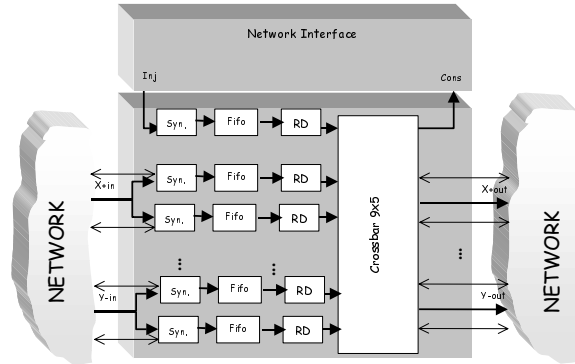 Network Interface
Inj
Cons
Syn.
Fifo
RD
X+in
Syn.
Fifo
RD
Syn.
Fifo
RD
Y-in
Syn.
Fifo
RD
Syn.
Fifo
RD
Crossbar 9x5
X+out
Y-out
NETWORK
NETWORK